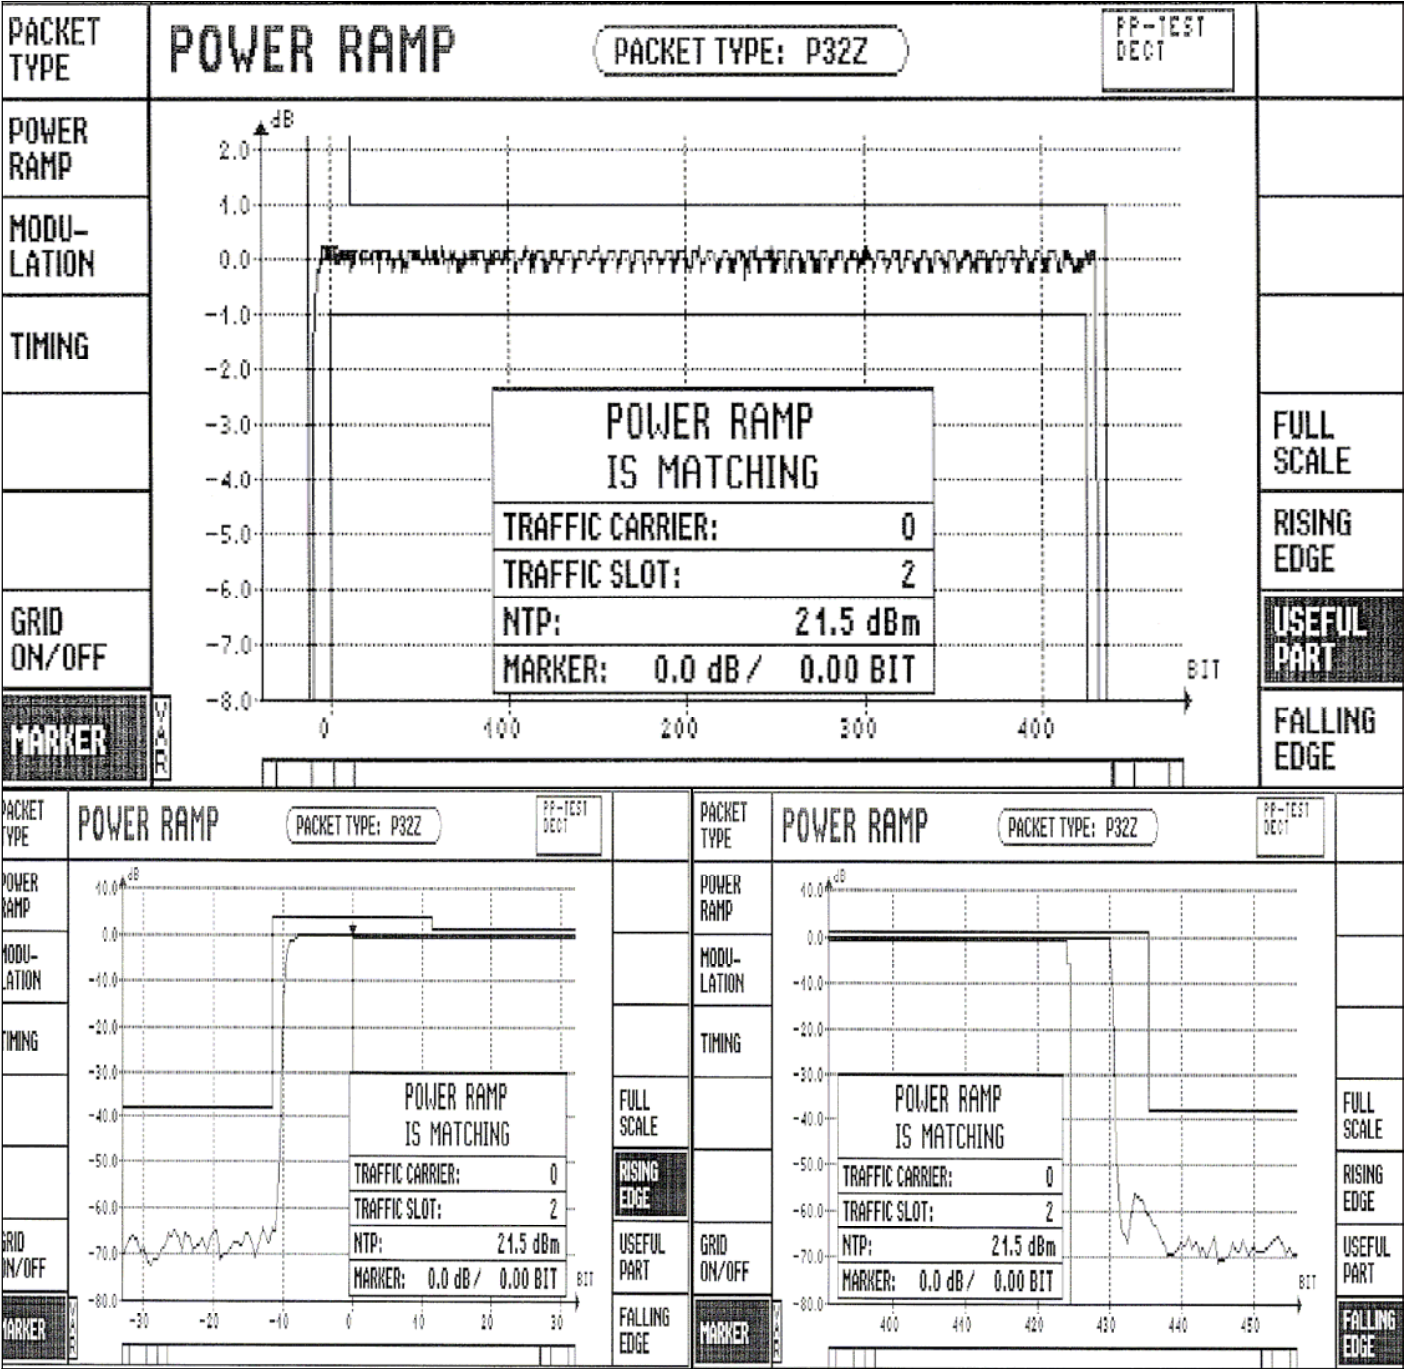 PACKET
TYPE
POWER RAMP
PACKET TYPE: P32Z
PP-TEST
DECT
POWER
RAMP
MODU-
LATION
TIMING
GRID
ON/OFF
MARKER
VAR
dB
2.0
1.0
0.0
-1.0
-2.0
-3.0
-4.0
-5.0
-6.0
-7.0
-8.0
0
100
200
300
400
BIT
POWER RAMP
IS MATCHING
TRAFFIC CARRIER: 0
TRAFFIC SLOT: 2
NTP: 21.5 dBm
MARKER: 0.0 dB / 0.00 BIT
FULL
SCALE
RISING
EDGE
USEFUL
PART
FALLING
EDGE
PACKET
TYPE
POWER RAMP
PACKET TYPE: P32Z
PP-TEST
DECT
POWER
RAMP
MODU-
LATION
TIMING
GRID
ON/OFF
MARKER
VAR
dB
10.0
0.0
-10.0
-20.0
-30.0
-40.0
-50.0
-60.0
-70.0
-80.0
-30
-20
-10
0
10
20
30
BIT
POWER RAMP
IS MATCHING
TRAFFIC CARRIER: 0
TRAFFIC SLOT: 2
NTP: 21.5 dBm
MARKER: 0.0 dB / 0.00 BIT
FULL
SCALE
RISING
EDGE
USEFUL
PART
FALLING
EDGE
PACKET
TYPE
POWER RAMP
PACKET TYPE: P32Z
PP-TEST
DECT
POWER
RAMP
MODU-
LATION
TIMING
GRID
ON/OFF
MARKER
VAR
dB
10.0
0.0
-10.0
-20.0
-30.0
-40.0
-50.0
-60.0
-70.0
-80.0
400
410
420
430
440
450
BIT
POWER RAMP
IS MATCHING
TRAFFIC CARRIER: 0
TRAFFIC SLOT: 2
NTP: 21.5 dBm
MARKER: 0.0 dB / 0.00 BIT
FULL
SCALE
RISING
EDGE
USEFUL
PART
FALLING
EDGE